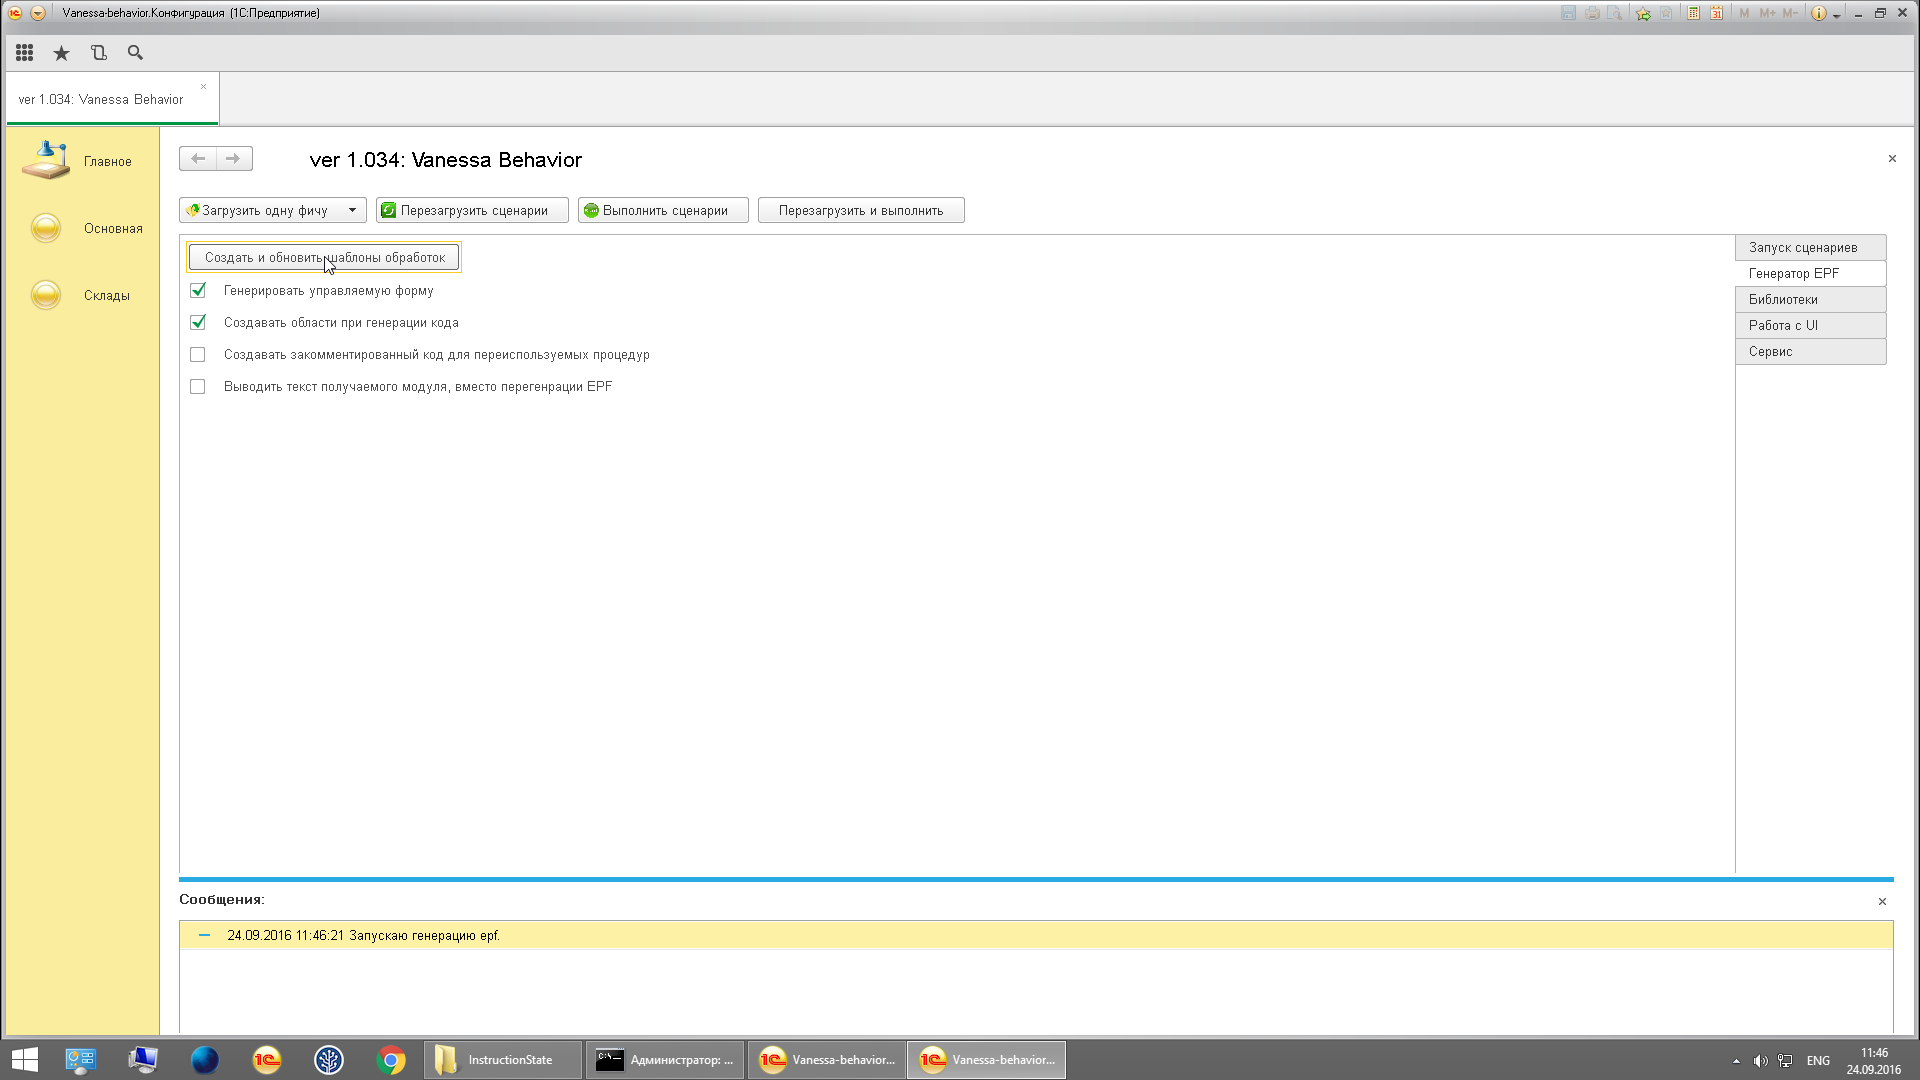 Vanessa-behavior.Конфигурация (1С:Предприятие)
M M+ M-
ver 1.034: Vanessa Behavior
Главное
Основная
Склады
ver 1.034: Vanessa Behavior
Загрузить одну фичу
Перезагрузить сценарии
Выполнить сценарии
Перезагрузить и выполнить
Создать и обновить шаблоны обработок
Генерировать управляемую форму
Создавать области при генерации кода
Создавать закомментированный код для переиспользуемых процедур
Выводить текст получаемого модуля, вместо перегенрации EPF
Запуск сценариев
Генератор EPF
Библиотеки
Работа с UI
Сервис
Сообщения:
24.09.2016 11:46:21 Запускаю генерацию epf.
InstructionState
Администратор: ...
Vanessa-behavior...
Vanessa-behavior...
ENG
11:46
24.09.2016